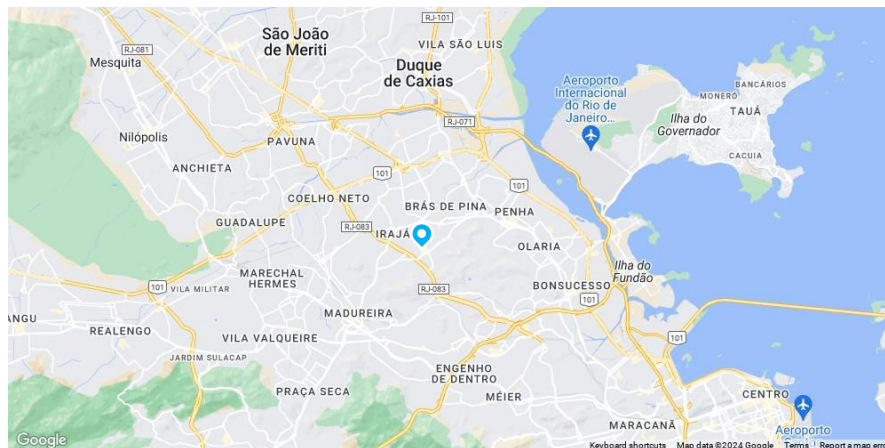 RJ-101
São João
de Meriti
VILA SÃO LUIS
RJ-081
Mesquita
Duque
de Caxias
Aeroporto
Internacional
do Rio de
Janeiro...
BANCÁRIOS
MONERÓ
TAUÁ
Ilha do
Governador
RJ-071
Nilópolis
PAVUNA
CACUIA
ANCHIETA
101
101
COELHO NETO
BRÁS DE PINA
PENHA
GUADALUPE
RJ-083
IRAJÁ
OLARIA
MARECHAL
HERMES
Ilha do
Fundão
101
VILA MILITAR
RJ-083
BONSUCESSO
101
ANGU
MADUREIRA
REALENGO
VILA VALQUEIRE
101
JARDIM SULACAP
ENGENHO
DE DENTRO
PRAÇA SECA
MÉIER
CENTRO
MARACANÃ
Aeroporto
Google
Keyboard shortcuts
Map data ©2024 Google
Terms
Report a map erro